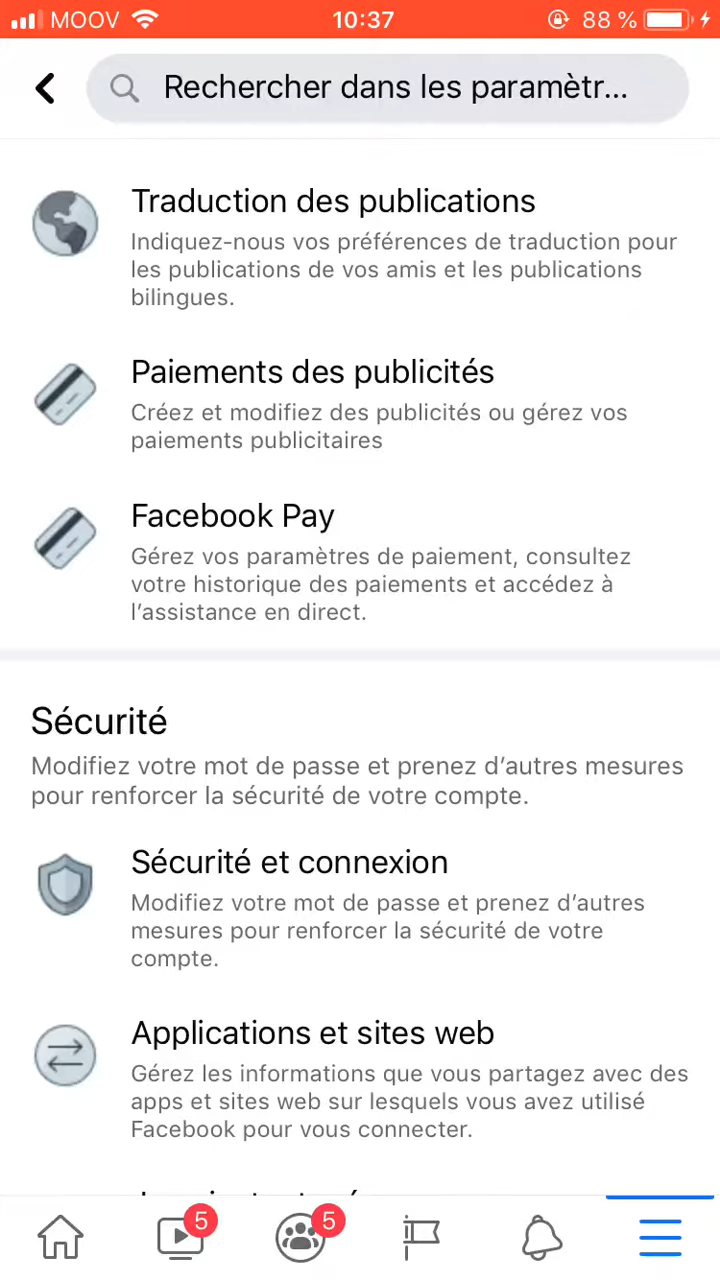 MOOV 10:37 88 %
Rechercher dans les paramètr...
Traduction des publications
Indiquez-nous vos préférences de traduction pour
les publications de vos amis et les publications
bilingues.
Paiements des publicités
Créez et modifiez des publicités ou gérez vos
paiements publicitaires
Facebook Pay
Gérez vos paramètres de paiement, consultez
votre historique des paiements et accédez à
l’assistance en direct.
Sécurité
Modifiez votre mot de passe et prenez d’autres mesures
pour renforcer la sécurité de votre compte.
Sécurité et connexion
Modifiez votre mot de passe et prenez d’autres
mesures pour renforcer la sécurité de votre
compte.
Applications et sites web
Gérez les informations que vous partagez avec des
apps et sites web sur lesquels vous avez utilisé
Facebook pour vous connecter.
5 5